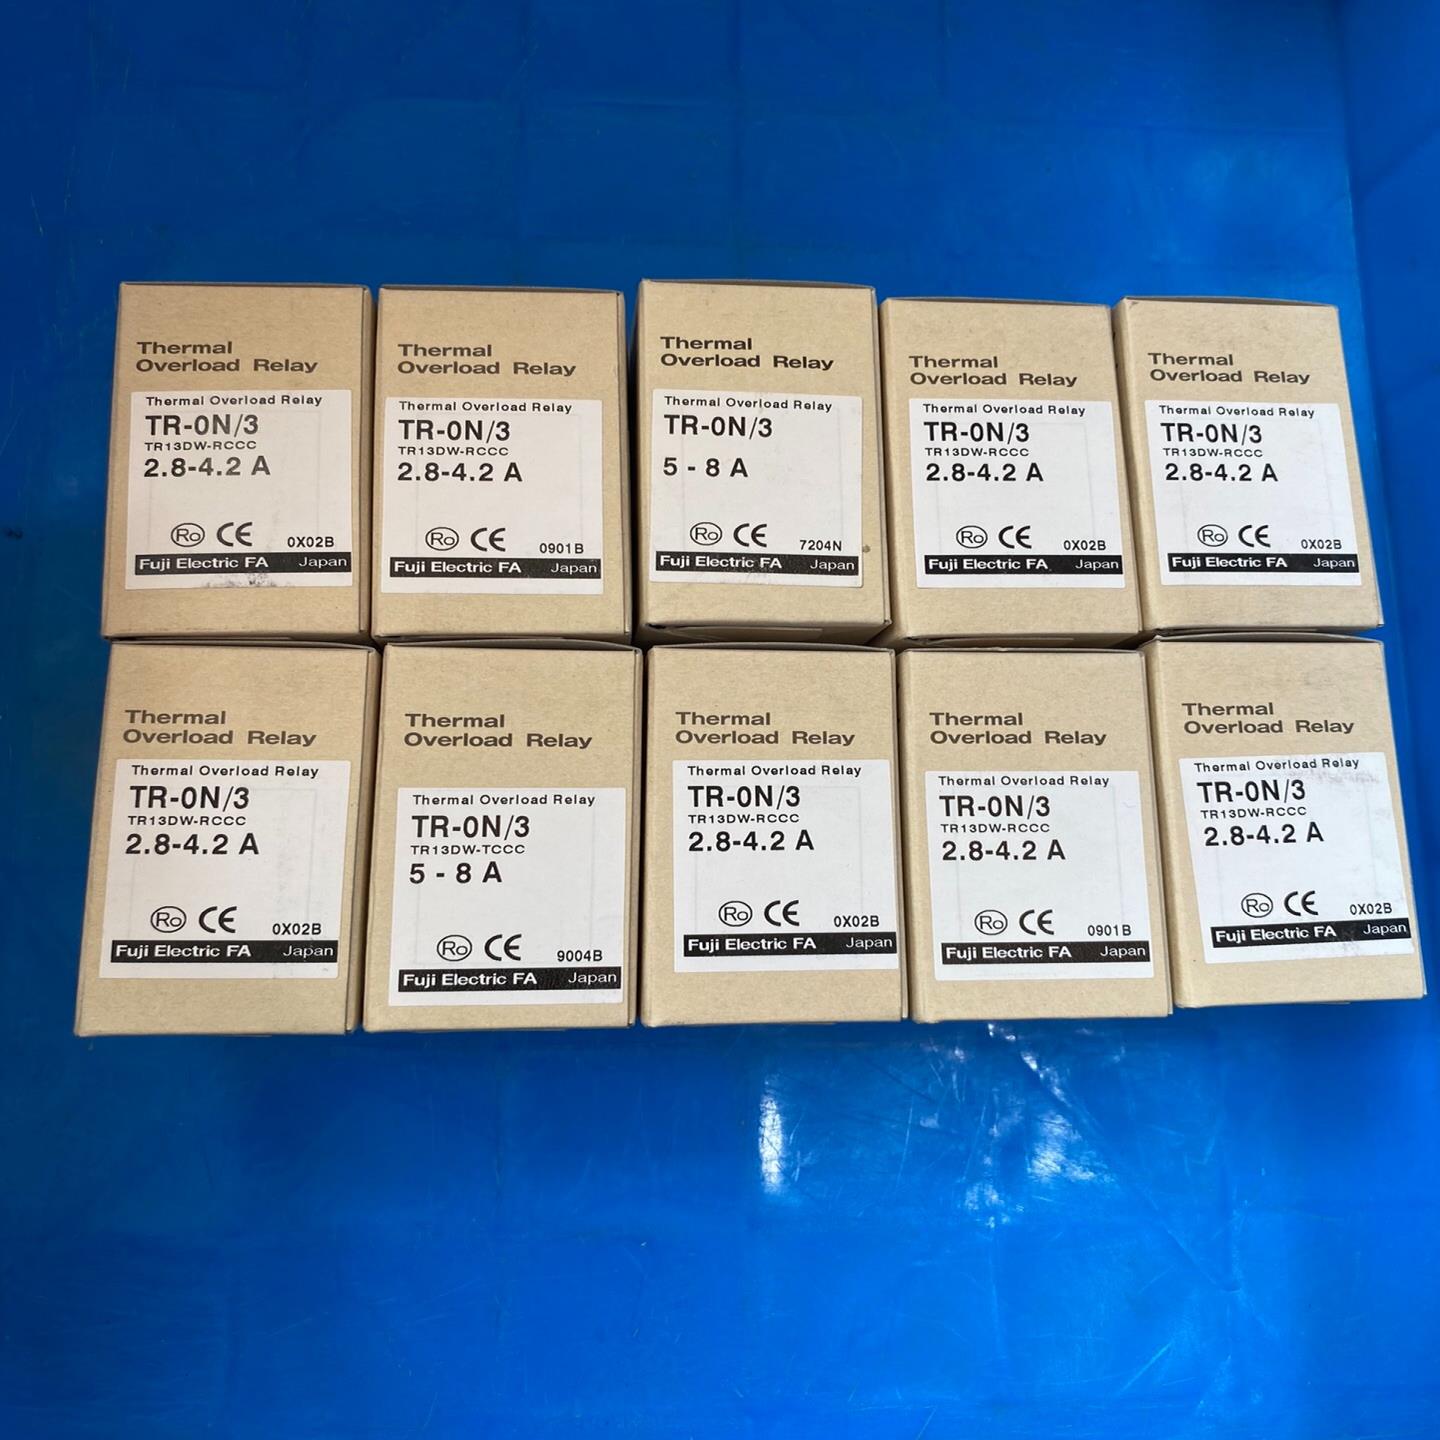 Thermal
Overload Relay
Thermal Overload Relay
TR-0N/3
TR13DW-RCCC
2.8-4.2 A
Ro CE 0X02B
Fuji Electric FA Japan
Thermal
Overload Relay
Thermal Overload Relay
TR-0N/3
TR13DW-RCCC
2.8-4.2 A
Ro CE 0901B
Fuji Electric FA Japan
Thermal
Overload Relay
Thermal Overload Relay
TR-0N/3
5 - 8 A
Ro CE 7204N
Fuji Electric FA Japan
Thermal
Overload Relay
Thermal Overload Relay
TR-0N/3
TR13DW-RCCC
2.8-4.2 A
Ro CE 0X02B
Fuji Electric FA Japan
Thermal
Overload Relay
Thermal Overload Relay
TR-0N/3
TR13DW-RCCC
2.8-4.2 A
Ro CE 0X02B
Fuji Electric FA Japan
Thermal
Overload Relay
Thermal Overload Relay
TR-0N/3
TR13DW-RCCC
2.8-4.2 A
Ro CE 0X02B
Fuji Electric FA Japan
Thermal
Overload Relay
Thermal Overload Relay
TR-0N/3
TR13DW-TCCC
5 - 8 A
Ro CE 9004B
Fuji Electric FA Japan
Thermal
Overload Relay
Thermal Overload Relay
TR-0N/3
TR13DW-RCCC
2.8-4.2 A
Ro CE 0X02B
Fuji Electric FA Japan
Thermal
Overload Relay
Thermal Overload Relay
TR-0N/3
TR13DW-RCCC
2.8-4.2 A
Ro CE 0901B
Fuji Electric FA Japan
Thermal
Overload Relay
Thermal Overload Relay
TR-0N/3
TR13DW-RCCC
2.8-4.2 A
Ro CE 0X02B
Fuji Electric FA Japan